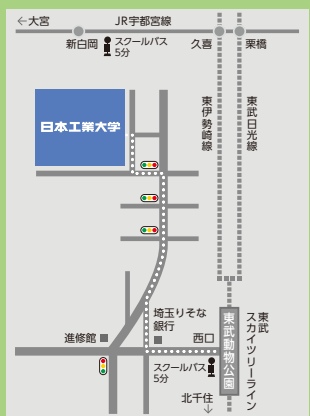 ←大宮
JR宇都宮線
新白岡
スクールバス
5分
久喜
栗橋
東伊勢崎線
東武日光線
日本工業大学
埼玉りそな
銀行
進修館
西口
スクールバス
5分
東武動物公園
東武
スカイツリーライン
北千住
↓